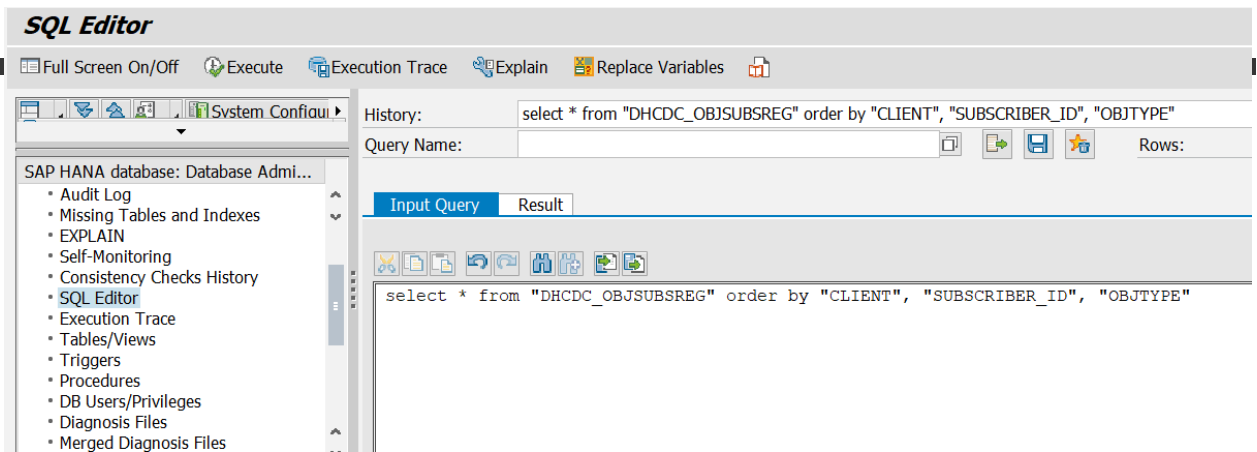 SQL Editor
Full Screen On/Off Execute Execution Trace Explain Replace Variables
System Configur
History: select * from "DHCDC_OBJSUBSREG" order by "CLIENT", "SUBSCRIBER_ID", "OBJTYPE"
Query Name: Rows:
SAP HANA database: Database Admi...
Audit Log
Missing Tables and Indexes
EXPLAIN
Self-Monitoring
Consistency Checks History
SQL Editor
Execution Trace
Tables/Views
Triggers
Procedures
DB Users/Privileges
Diagnosis Files
Merged Diagnosis Files
Input Query Result
select * from "DHCDC_OBJSUBSREG" order by "CLIENT", "SUBSCRIBER_ID", "OBJTYPE"